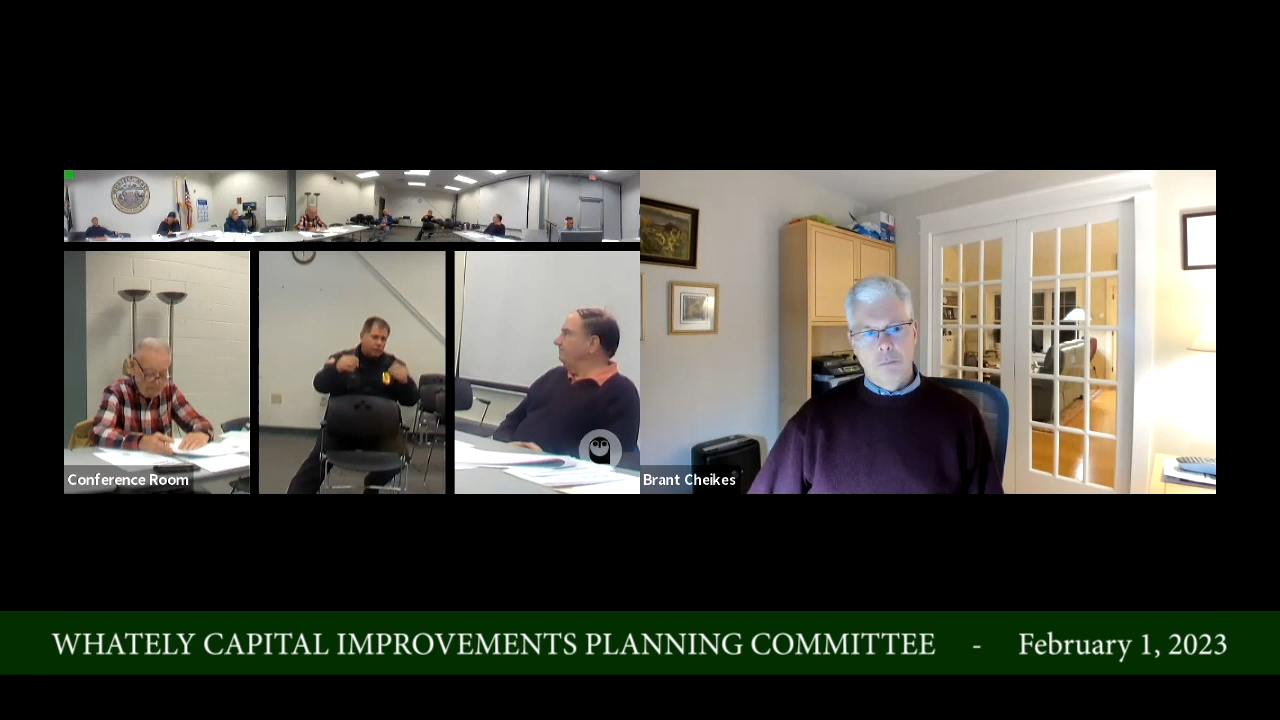 Conference Room
Brant Cheikes
WHATELY CAPITAL IMPROVEMENTS PLANNING COMMITTEE - February 1, 2023